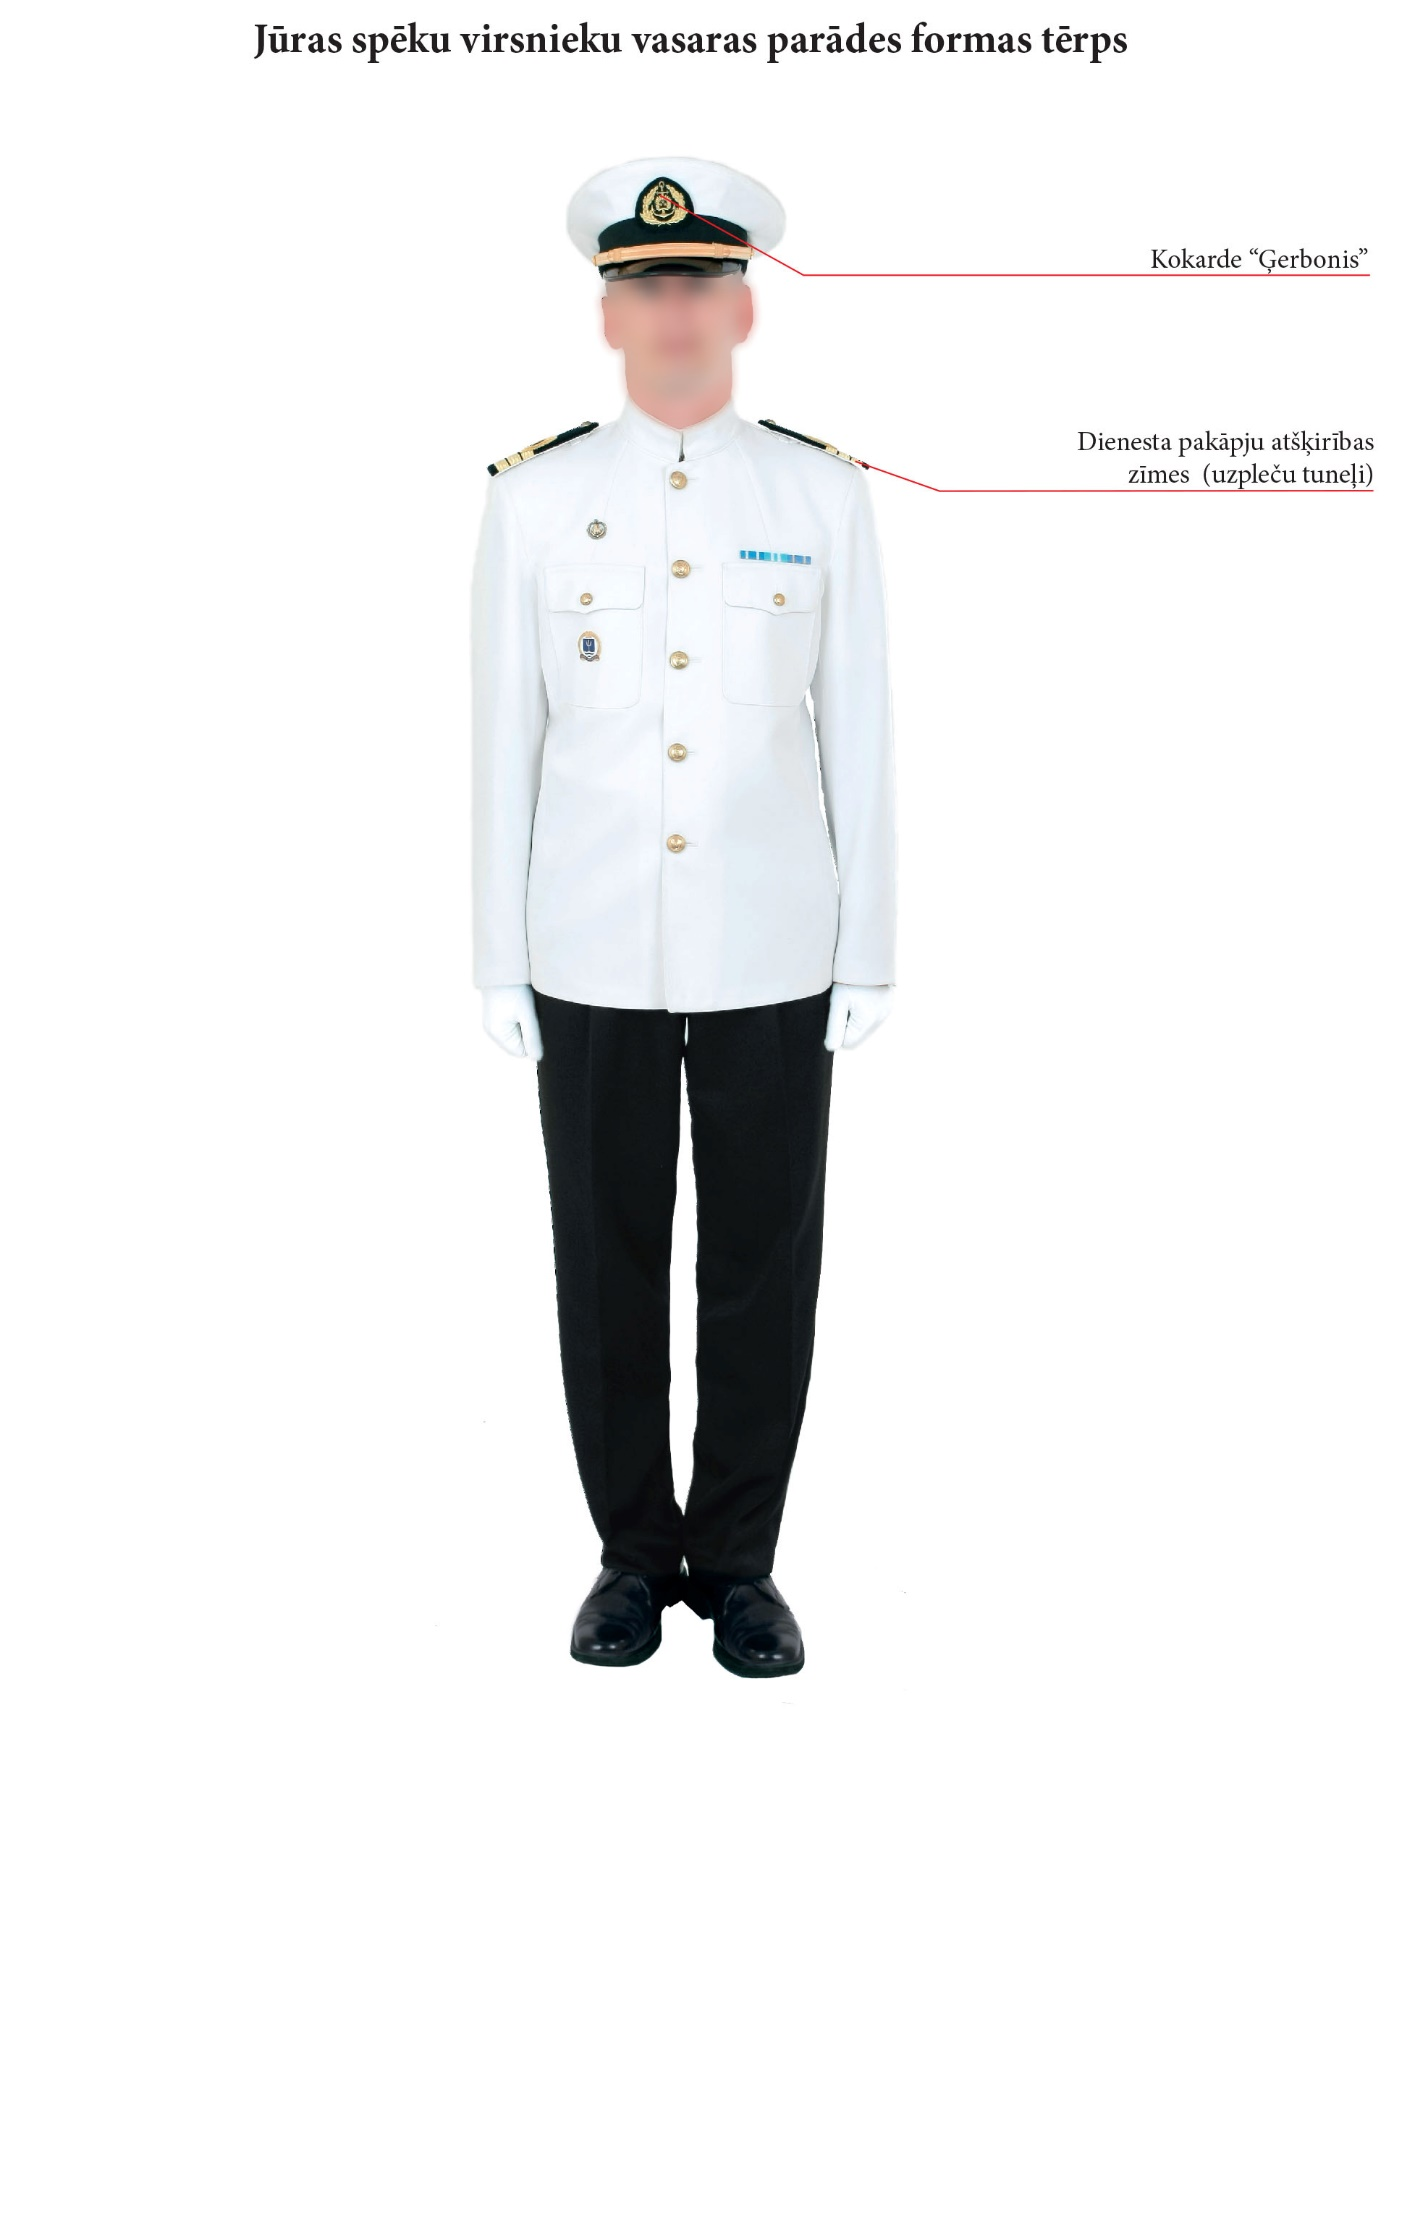 Jūras spēku virsnieku vasaras parādes formas tērps
Kokarde “Ģerbonis”
Dienesta pakāpju atšķirības
zīmes (uzpleču tuneļi)